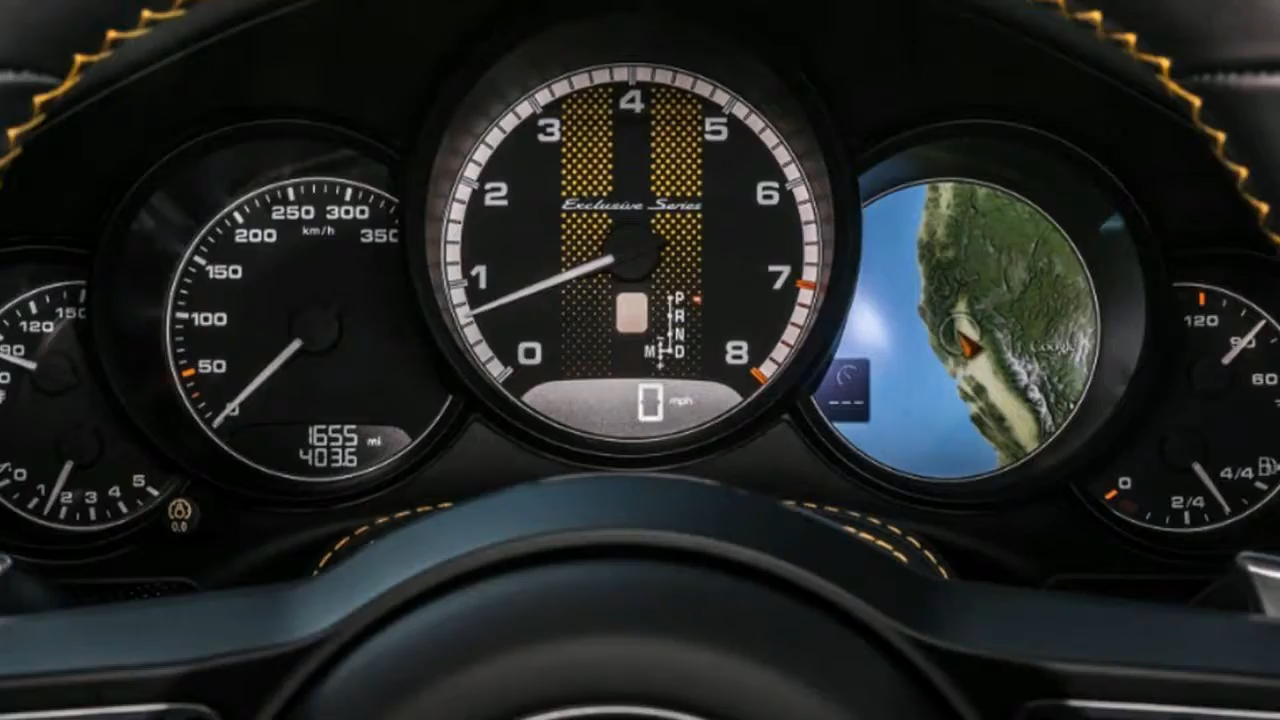 120 150
90
0 1 2 3 4 5
0.0
250 300
km/h
200 350
150
100
50
0
1655 mi
403.6
4
3 5
2 6
Exclusive Series
1 7
P
R
N
M D
-
+
0 8
0 mph
---
120
90
60
0
2/4
4/4